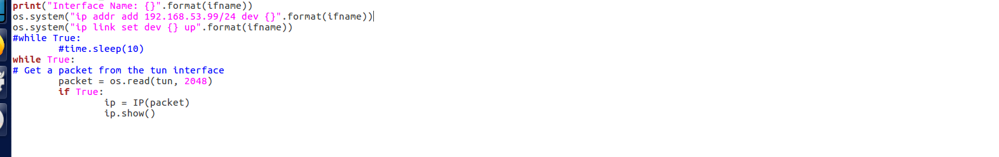 print("Interface Name: {}".format(ifname))
os.system("ip addr add 192.168.53.99/24 dev {}".format(ifname))
os.system("ip link set dev {} up".format(ifname))
#while True:
        #time.sleep(10)
while True:
# Get a packet from the tun interface
        packet = os.read(tun, 2048)
        if True:
                ip = IP(packet)
                ip.show()